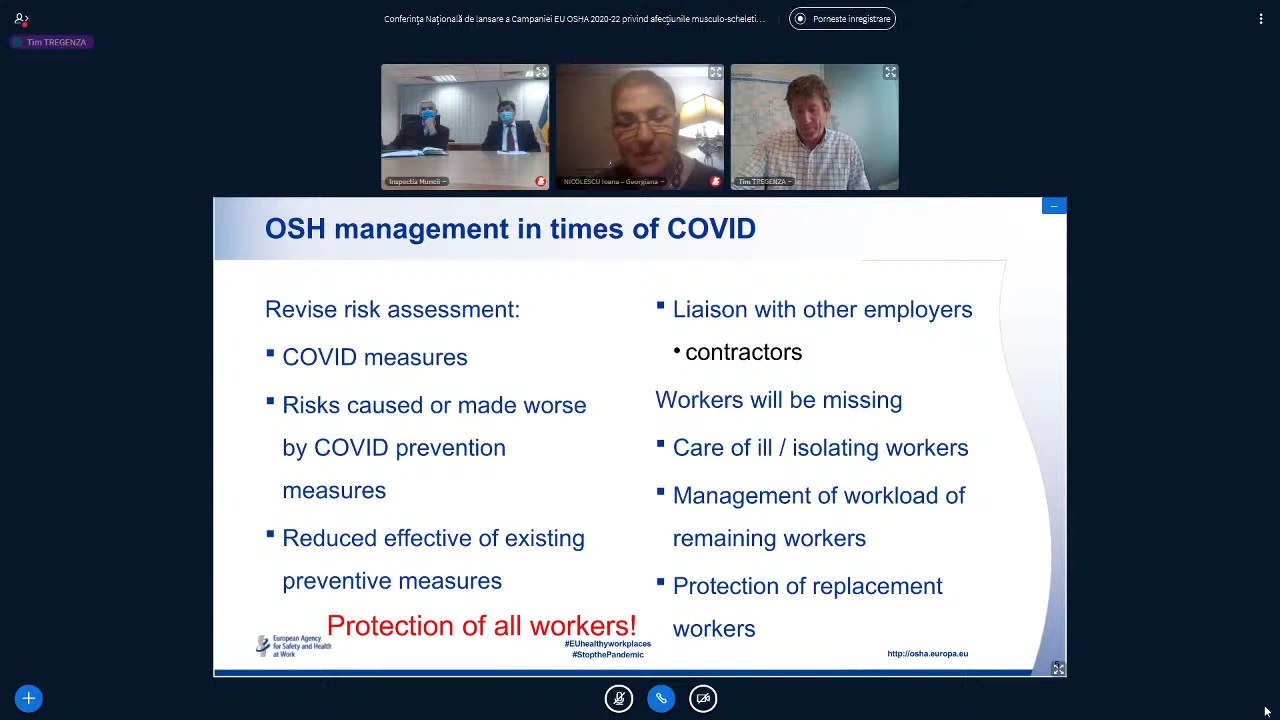 Conferința Națională de lansare a Campaniei EU OSHA 2020-22 privind afecțiunile musculo-scheleti...
Pornește inregistrare
Tim TREGENZA
Inspectia Muncii
NICOLESCU Ioana - Georgiana
Tim TREGENZA
OSH management in times of COVID
Revise risk assessment:
▪ COVID measures
▪ Risks caused or made worse
by COVID prevention
measures
▪ Reduced effective of existing
preventive measures
Protection of all workers!
▪ Liaison with other employers
• contractors
Workers will be missing
▪ Care of ill / isolating workers
▪ Management of workload of
remaining workers
▪ Protection of replacement
workers
European Agency
for Safety and Health
at Work
#EUhealthyworkplaces
#StopthePandemic
http://osha.europa.eu